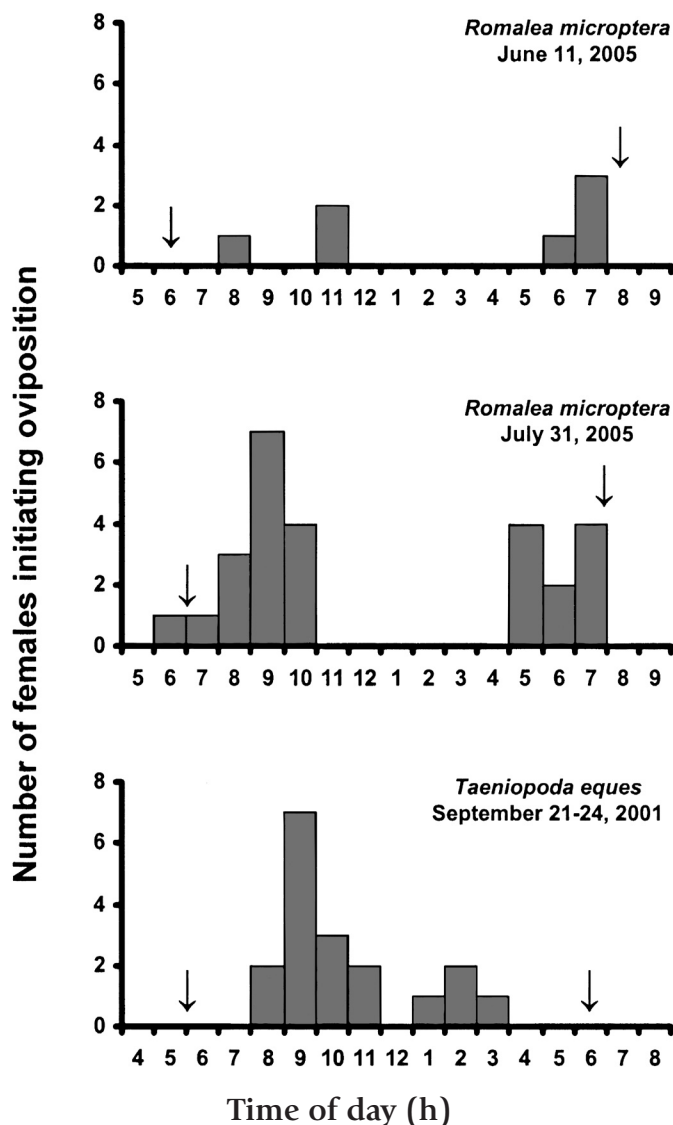 Number of females initiating oviposition
Romalea microptera
June 11, 2005
8
6
4
2
0
5 6 7 8 9 10 11 12 1 2 3 4 5 6 7 8 9
Romalea microptera
July 31, 2005
8
6
4
2
0
5 6 7 8 9 10 11 12 1 2 3 4 5 6 7 8 9
Taeniopoda eques
September 21-24, 2001
8
6
4
2
0
4 5 6 7 8 9 10 11 12 1 2 3 4 5 6 7 8
Time of day (h)